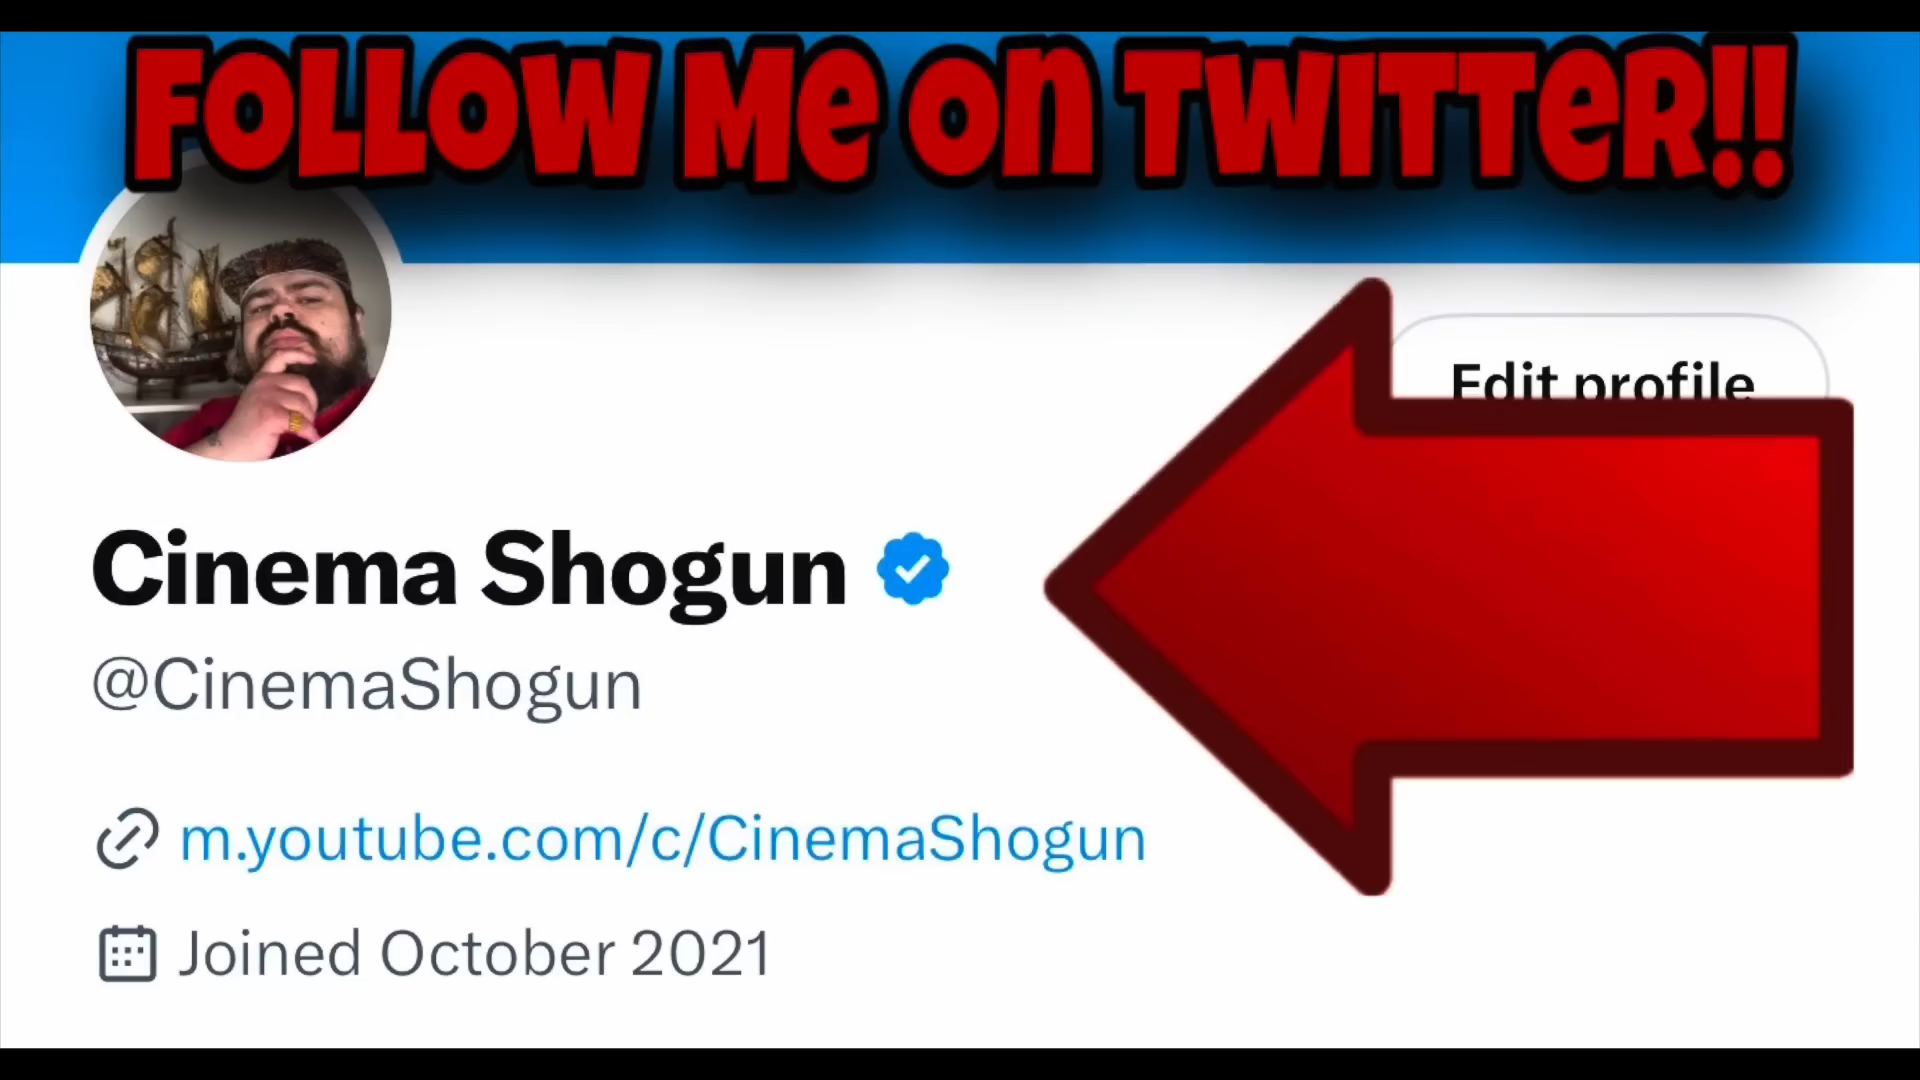 FOLLOW Me ON TWITTeR!!
Edit profile
Cinema Shogun
@CinemaShogun
m.youtube.com/c/CinemaShogun
Joined October 2021